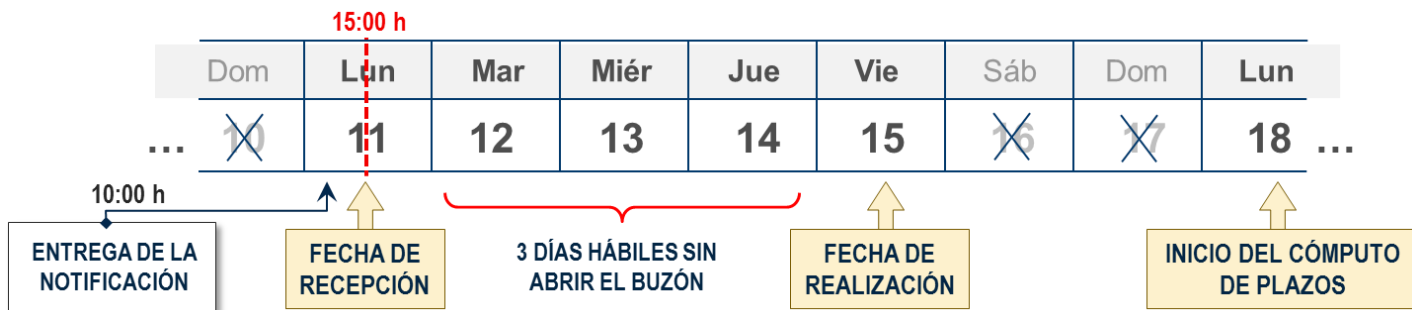 15:00 h
Dom Lun Mar Miér Jue Vie Sáb Dom Lun
... 10 11 12 13 14 15 16 17 18 ...
10:00 h
ENTREGA DE LA
NOTIFICACIÓN
FECHA DE
RECEPCIÓN
3 DÍAS HÁBILES SIN
ABRIR EL BUZÓN
FECHA DE
REALIZACIÓN
INICIO DEL CÓMPUTO
DE PLAZOS